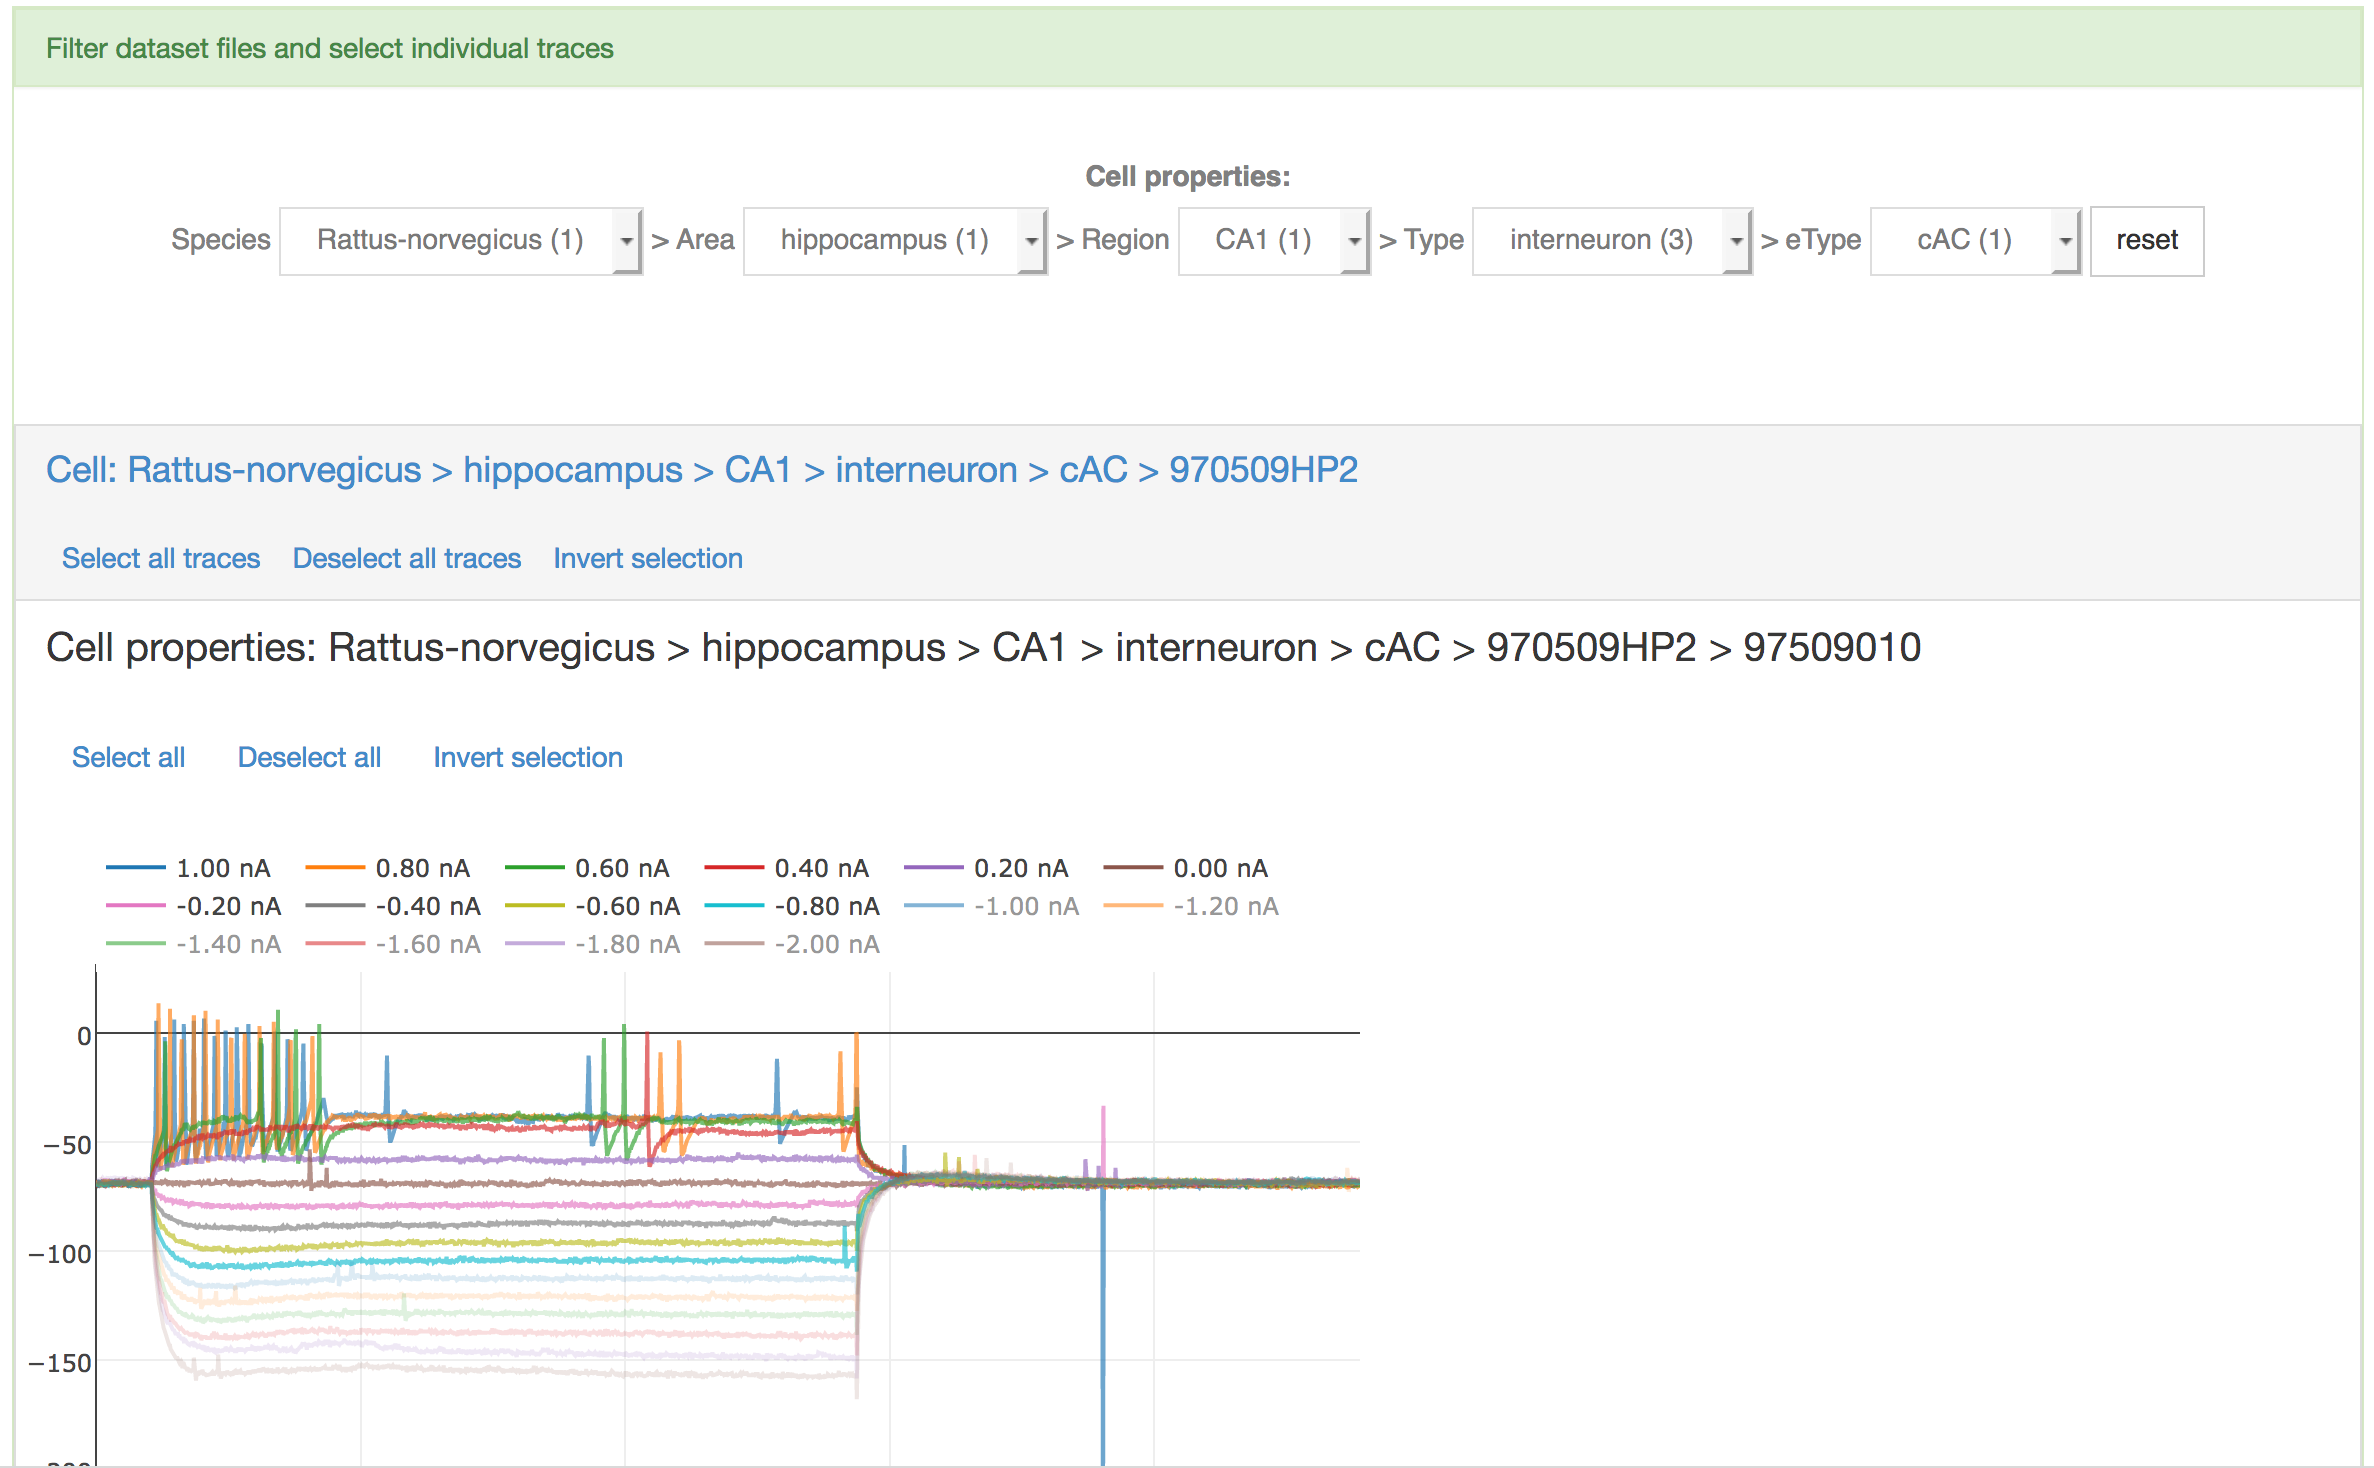 Filter dataset files and select individual traces
Cell properties:
Species Rattus-norvegicus (1) > Area hippocampus (1) > Region CA1 (1) > Type interneuron (3) > eType cAC (1) reset
Cell: Rattus-norvegicus > hippocampus > CA1 > interneuron > cAC > 970509HP2
Select all traces Deselect all traces Invert selection
Cell properties: Rattus-norvegicus > hippocampus > CA1 > interneuron > cAC > 970509HP2 > 97509010
Select all Deselect all Invert selection
1.00 nA 0.80 nA 0.60 nA 0.40 nA 0.20 nA 0.00 nA
-0.20 nA -0.40 nA -0.60 nA -0.80 nA -1.00 nA -1.20 nA
-1.40 nA -1.60 nA -1.80 nA -2.00 nA
0
−50
−100
−150